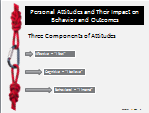 Personal Attitudes and Their Impact on
Behavior and Outcomes
Three Components of Attitudes
Affective – "I feel"
Cognitive – "I believe"
Behavioral – "I intend"